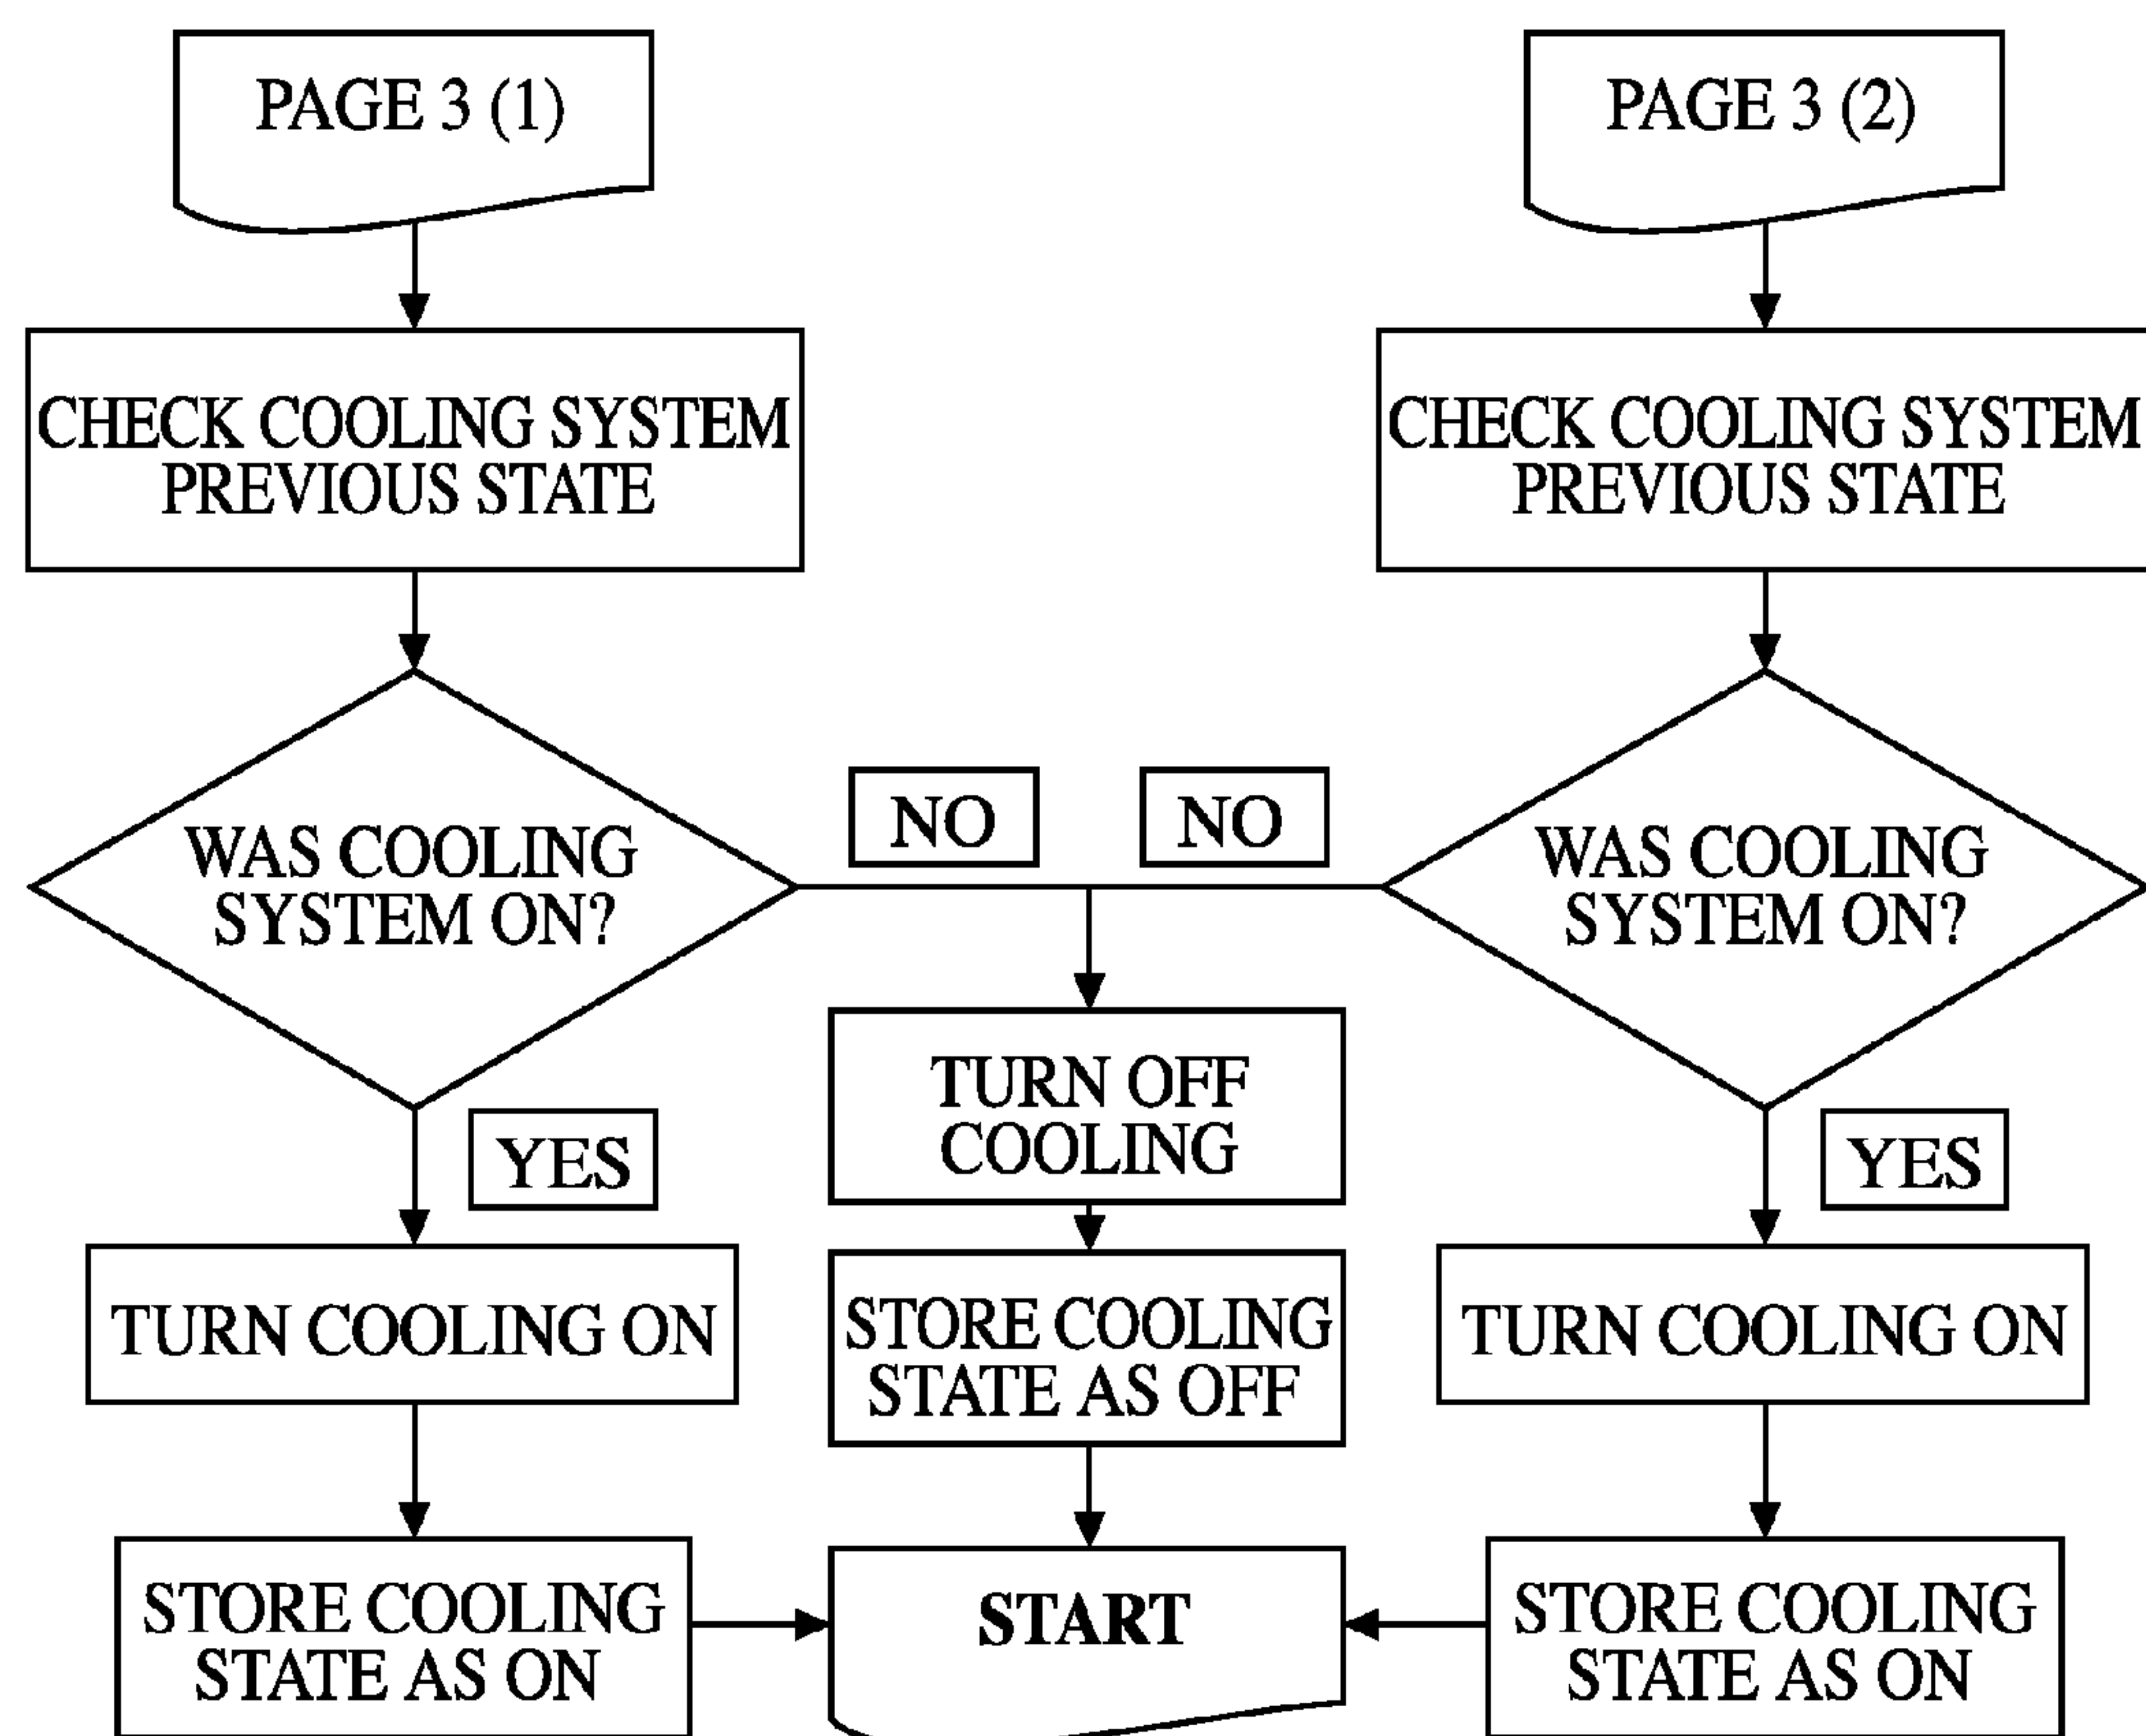 PAGE 3 (1)
PAGE 3 (2)
CHECK COOLING SYSTEM
PREVIOUS STATE
CHECK COOLING SYSTEM
PREVIOUS STATE
WAS COOLING
SYSTEM ON?
NO
NO
WAS COOLING
SYSTEM ON?
YES
TURN OFF
COOLING
YES
TURN COOLING ON
STORE COOLING
STATE AS OFF
TURN COOLING ON
STORE COOLING
STATE AS ON
START
STORE COOLING
STATE AS ON